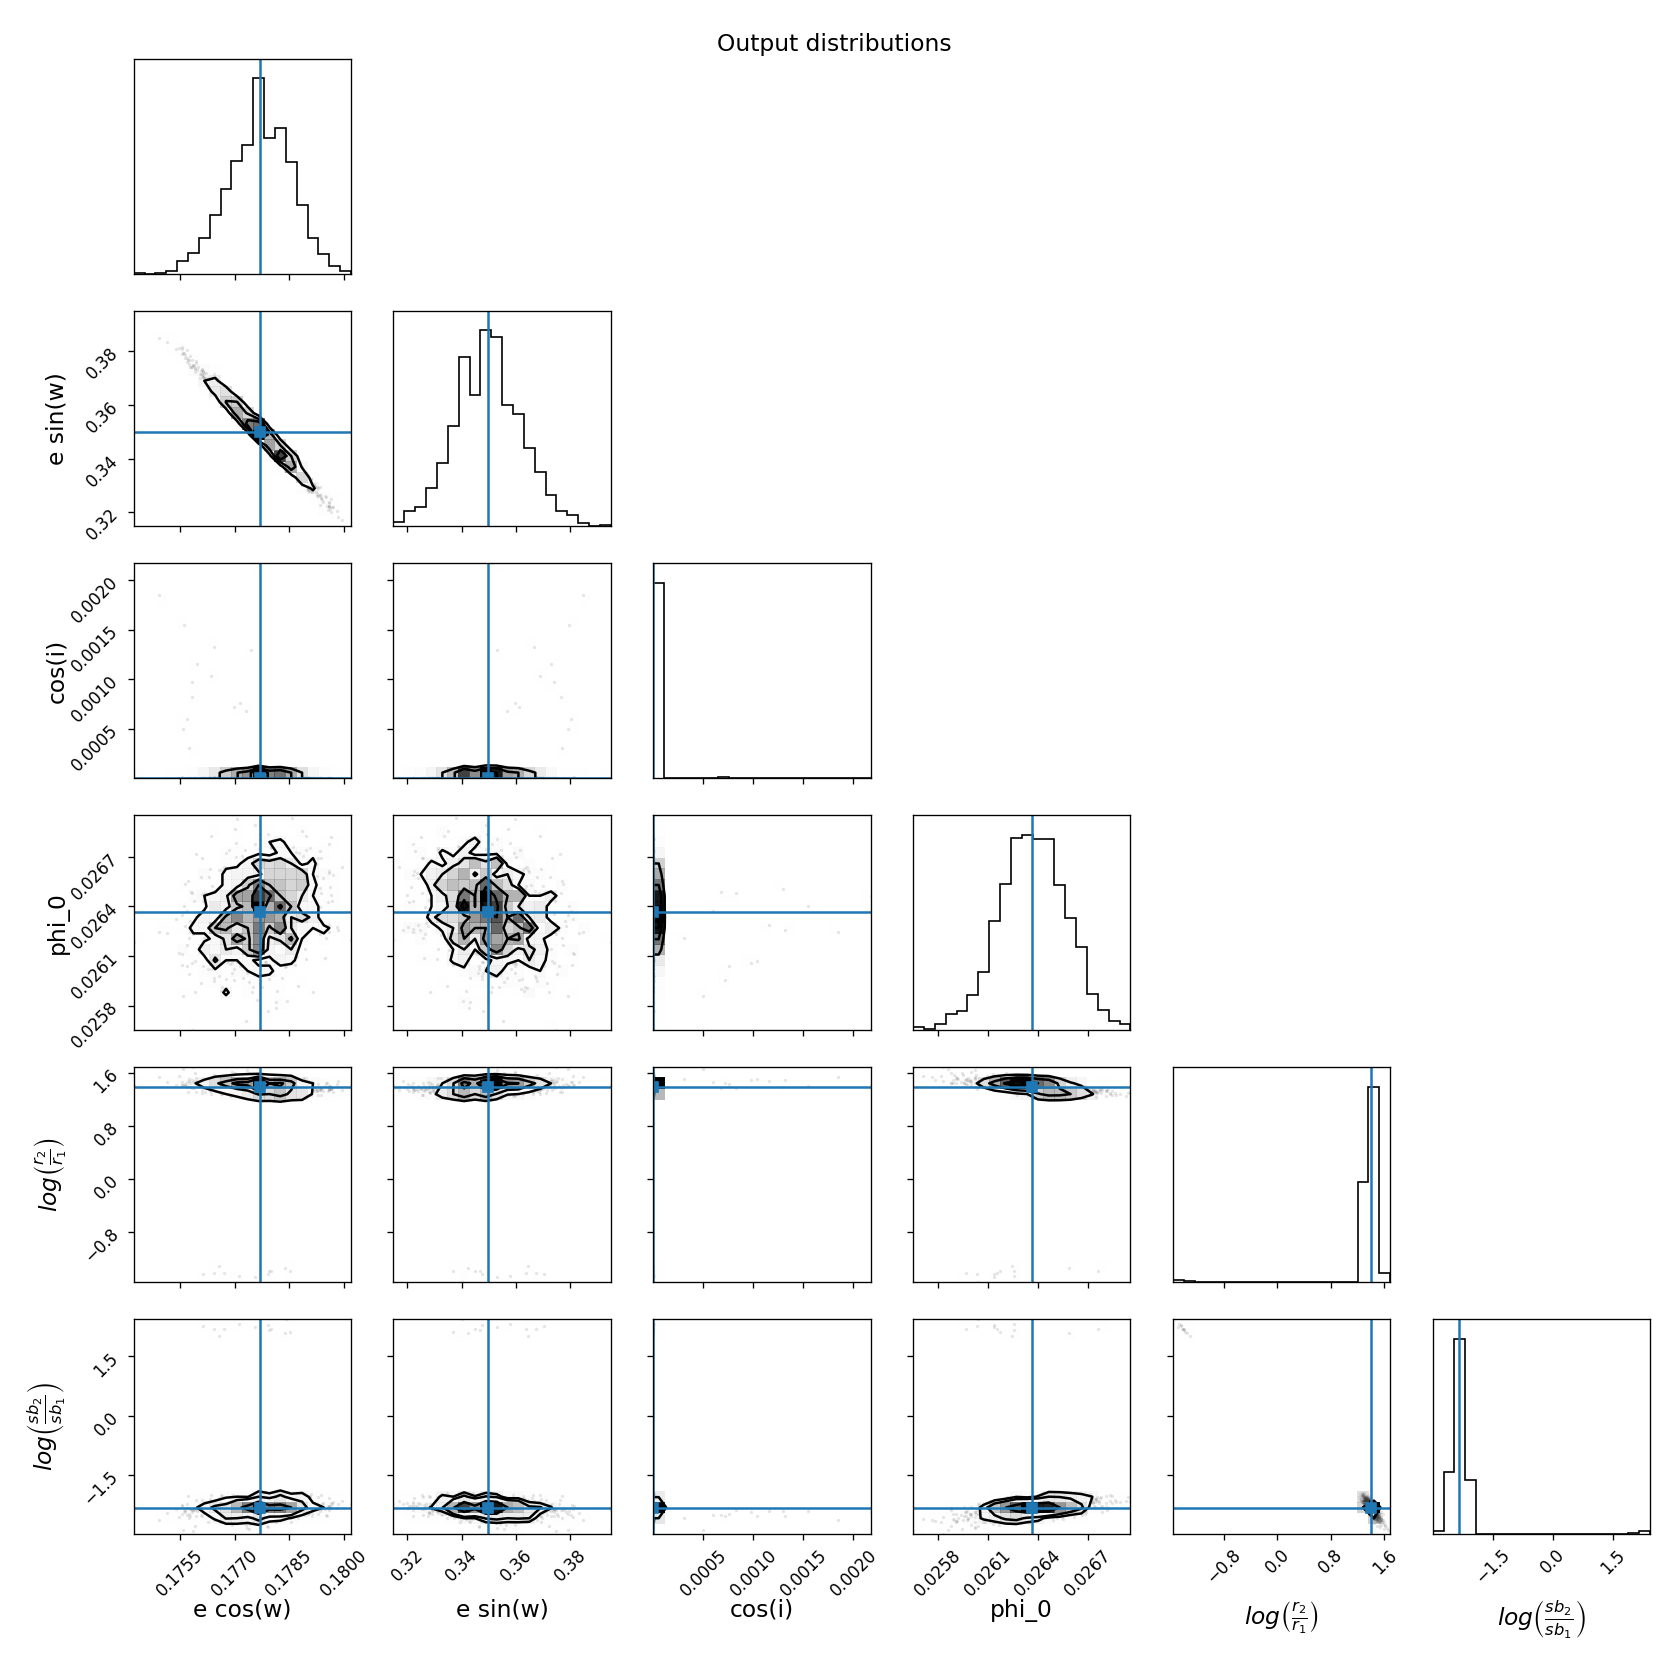 Output distributions
0.38
0.36
0.34
0.32
e sin(w)
0.0020
0.0015
0.0010
0.0005
cos(i)
0.0267
0.0264
0.0261
0.0258
phi_0
1.6
0.8
0.0
−0.8
log(r2/r1)
1.5
0.0
−1.5
log(sb2/sb1)
0.1755 0.1770 0.1785 0.1800
0.32 0.34 0.36 0.38
0.0005 0.0010 0.0015 0.0020
0.0258 0.0261 0.0264 0.0267
−0.8 0.0 0.8 1.6
−1.5 0.0 1.5
e cos(w) e sin(w) cos(i) phi_0 log(r2/r1) log(sb2/sb1)